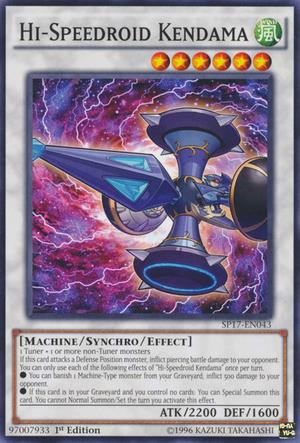 HI-SPEEDROID KENDAMA
WIND
風
SP17-EN043
[MACHINE/SYNCHRO/EFFECT]
1 Tuner + 1 or more non-Tuner monsters
If this card attacks a Defense Position monster, inflict piercing battle damage to your opponent.
You can only use each of the following effects of "Hi-Speedroid Kendama" once per turn.
● You can banish 1 Machine-Type monster from your Graveyard, inflict 500 damage to your
opponent.
● If this card is in your Graveyard and you control no cards: You can Special Summon this
card. You cannot Normal Summon/Set the turn you activate this effect.
ATK/2200 DEF/1600
97007933 1st Edition
©1996 KAZUKI TAKAHASHI